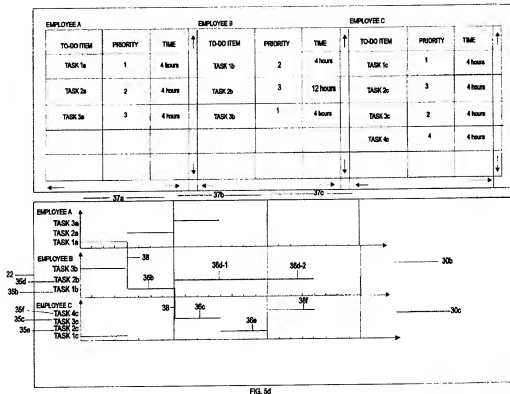 EMPLOYEE A EMPLOYEE B EMPLOYEE C
TO-DO ITEM PRIORITY TIME TO-DO ITEM PRIORITY TIME TO-DO ITEM PRIORITY TIME
TASK 1a 1 4 hours TASK 1b 2 4 hours TASK 1c 1 4 hours
TASK 2a 2 4 hours TASK 2b 3 12 hours TASK 2c 3 4 hours
TASK 3a 3 4 hours TASK 3b 1 4 hours TASK 3c 2 4 hours
TASK 4c 4 4 hours
37a 37b 37c
EMPLOYEE A
TASK 3a
TASK 2a
TASK 1a
38
EMPLOYEE B
TASK 3b
22
36d TASK 2b
35b TASK 1b
36b 36d-1 36d-2 30b
EMPLOYEE C
35f TASK 4c
35c TASK 3c
35e TASK 2c
TASK 1c
38 36c 36e 36f 30c
FIG. 5d